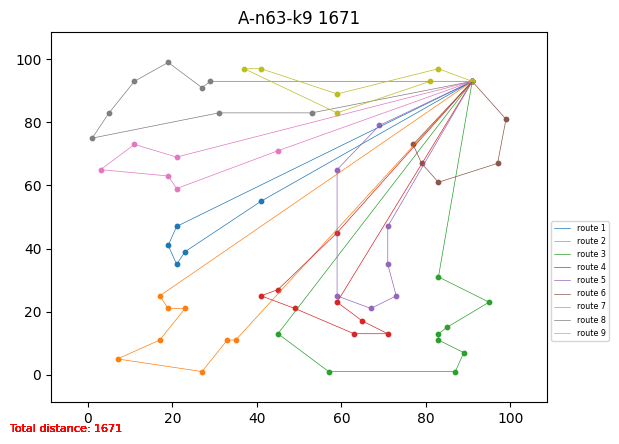 A-n63-k9 1671
100
80
60
40
20
0
0 20 40 60 80 100
route 1
route 2
route 3
route 4
route 5
route 6
route 7
route 8
route 9
Total distance: 1671